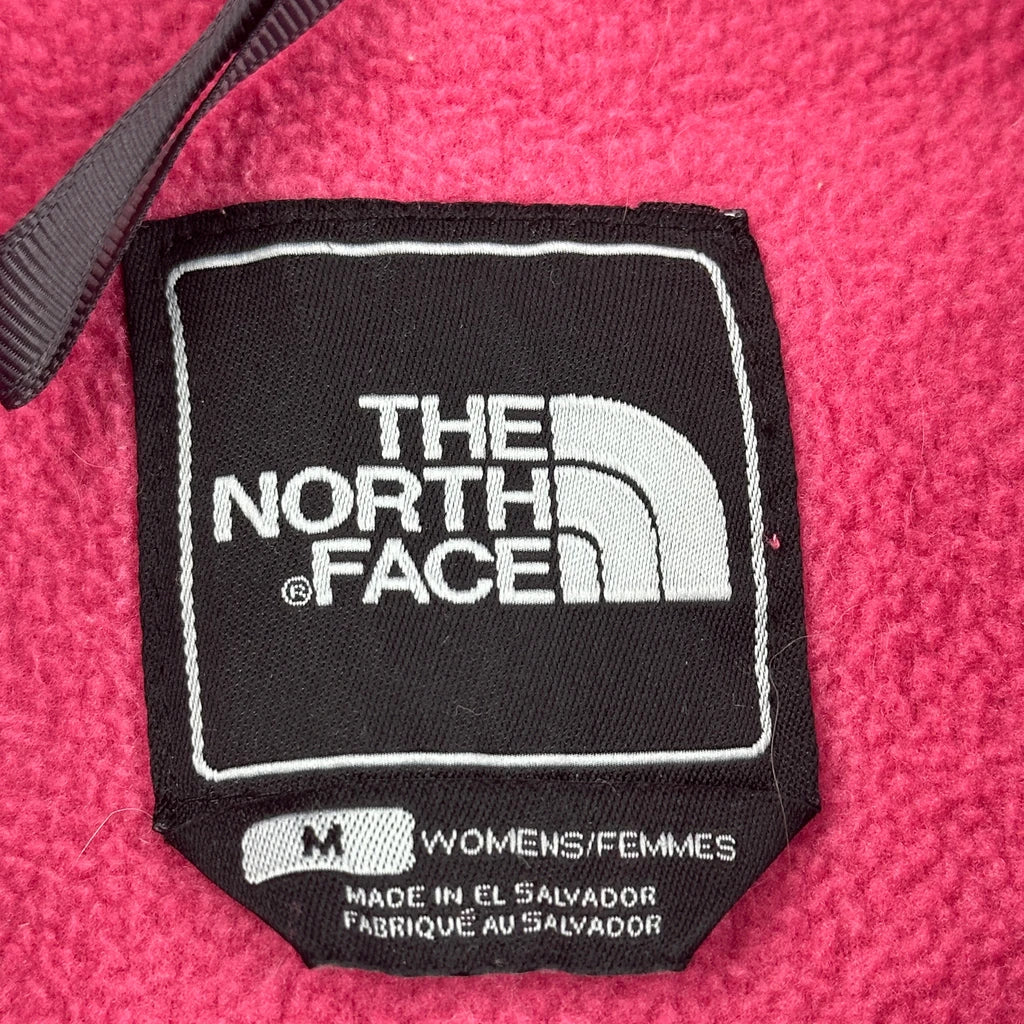 THE
NORTH
®FACE
M WOMENS/FEMMES
MADE IN EL SALVADOR
FABRIQUÉ AU SALVADOR